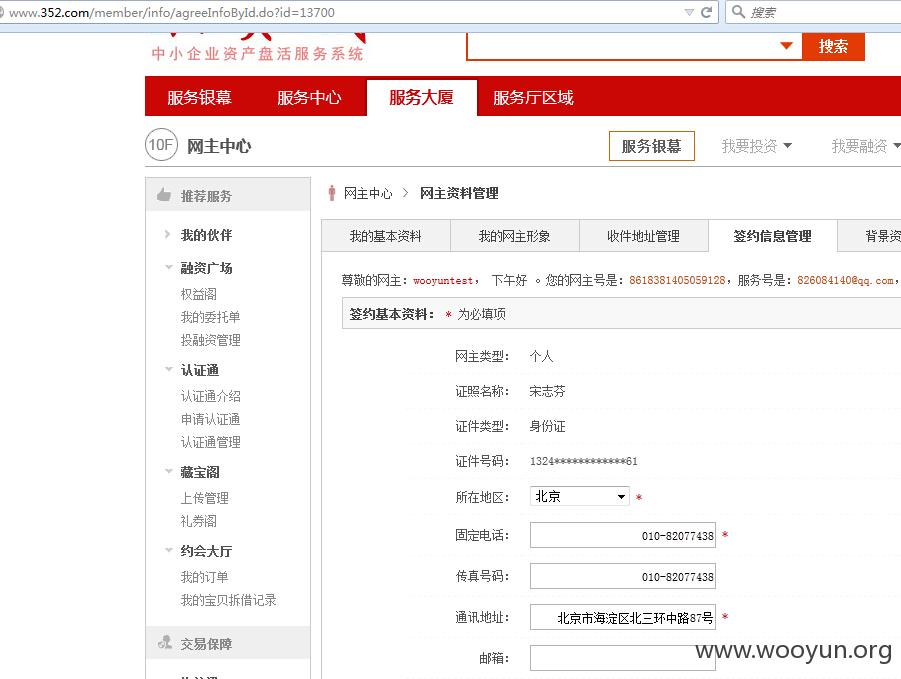 www.352.com/member/info/agreeInfoById.do?id=13700
搜索
中小企业资产盘活服务系统
搜索
服务银幕 服务中心 服务大厦 服务厅区域
10F 网主中心 服务银幕 我要投资 我要融资
推荐服务
我的伙伴
融资广场
权益阁
我的委托单
投融资管理
认证通
认证通介绍
申请认证通
认证通管理
藏宝阁
上传管理
礼券阁
约会大厅
我的订单
我的宝贝拆借记录
交易保障
网主中心 > 网主资料管理
我的基本资料 我的网主形象 收件地址管理 签约信息管理 背景资
尊敬的网主：wooyuntest， 下午好 。您的网主号是：8618381405059128，服务号是：826084140@qq.com，
签约基本资料： * 为必填项
网主类型： 个人
证照名称： 宋志芬
证件类型： 身份证
证件号码： 1324************61
所在地区： 北京 *
固定电话： 010-82077438 *
传真号码： 010-82077438
通讯地址： 北京市海淀区北三环中路87号 *
邮箱：
www.wooyun.org